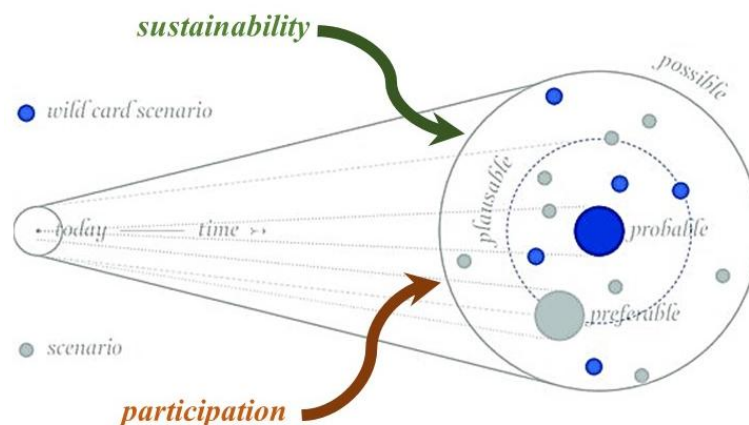 sustainability
possible
wild card scenario
plausable
today
time
probable
preferable
scenario
participation